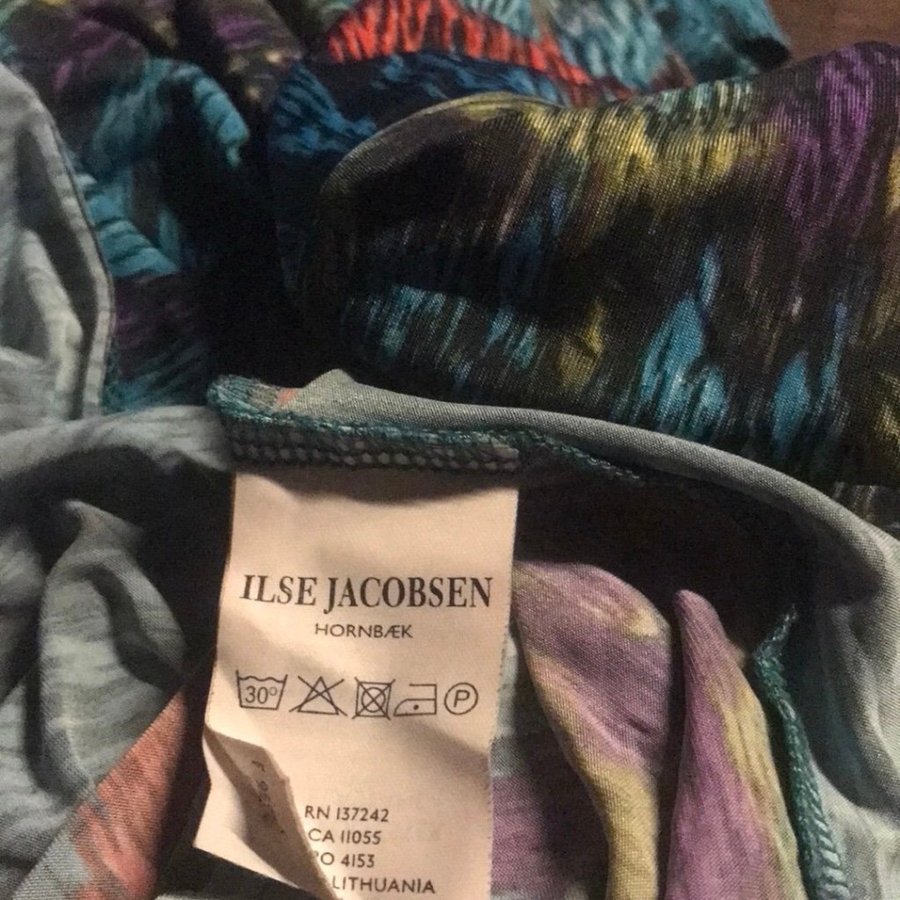 ILSE JACOBSEN
HORNBÆK
30° P
RN 137242
CA 11055
PO 4153
LITHUANIA